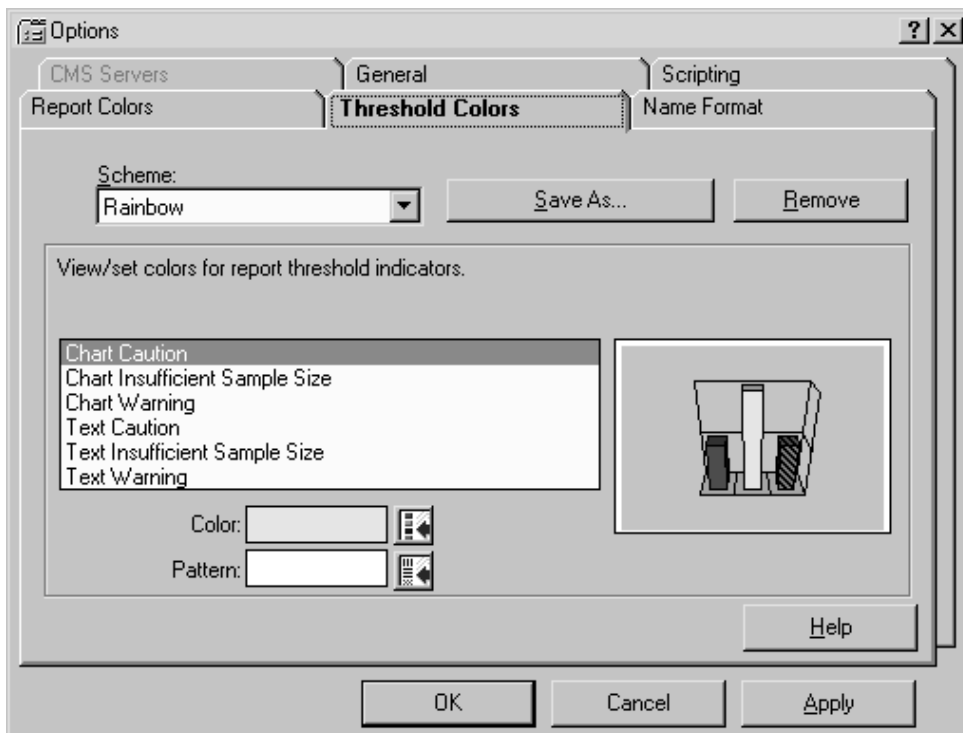 Options
CMS Servers General Scripting
Report Colors Threshold Colors Name Format
Scheme:
Rainbow Save As... Remove
View/set colors for report threshold indicators.
Chart Caution
Chart Insufficient Sample Size
Chart Warning
Text Caution
Text Insufficient Sample Size
Text Warning
Color:
Pattern:
Help
OK Cancel Apply